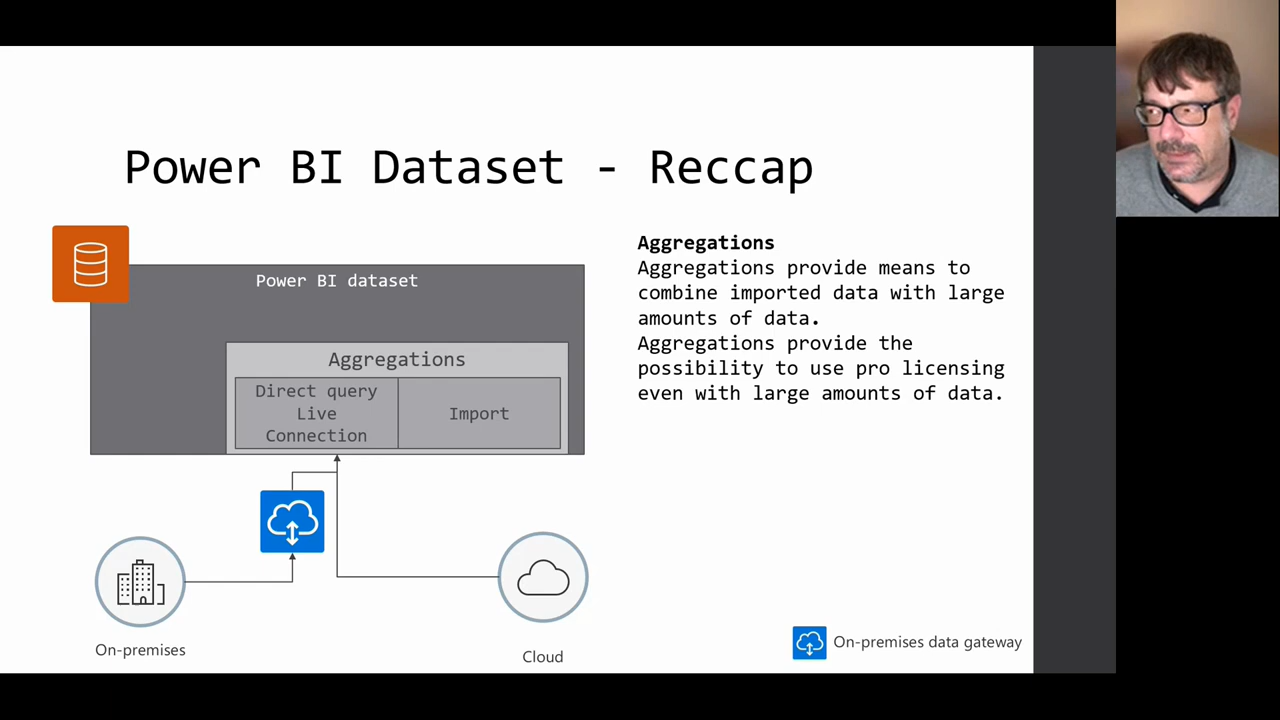 Power BI Dataset - Reccap
Power BI dataset
Aggregations
Direct query
Live
Connection
Import
On-premises
Cloud
Aggregations
Aggregations provide means to
combine imported data with large
amounts of data.
Aggregations provide the
possibility to use pro licensing
even with large amounts of data.
On-premises data gateway